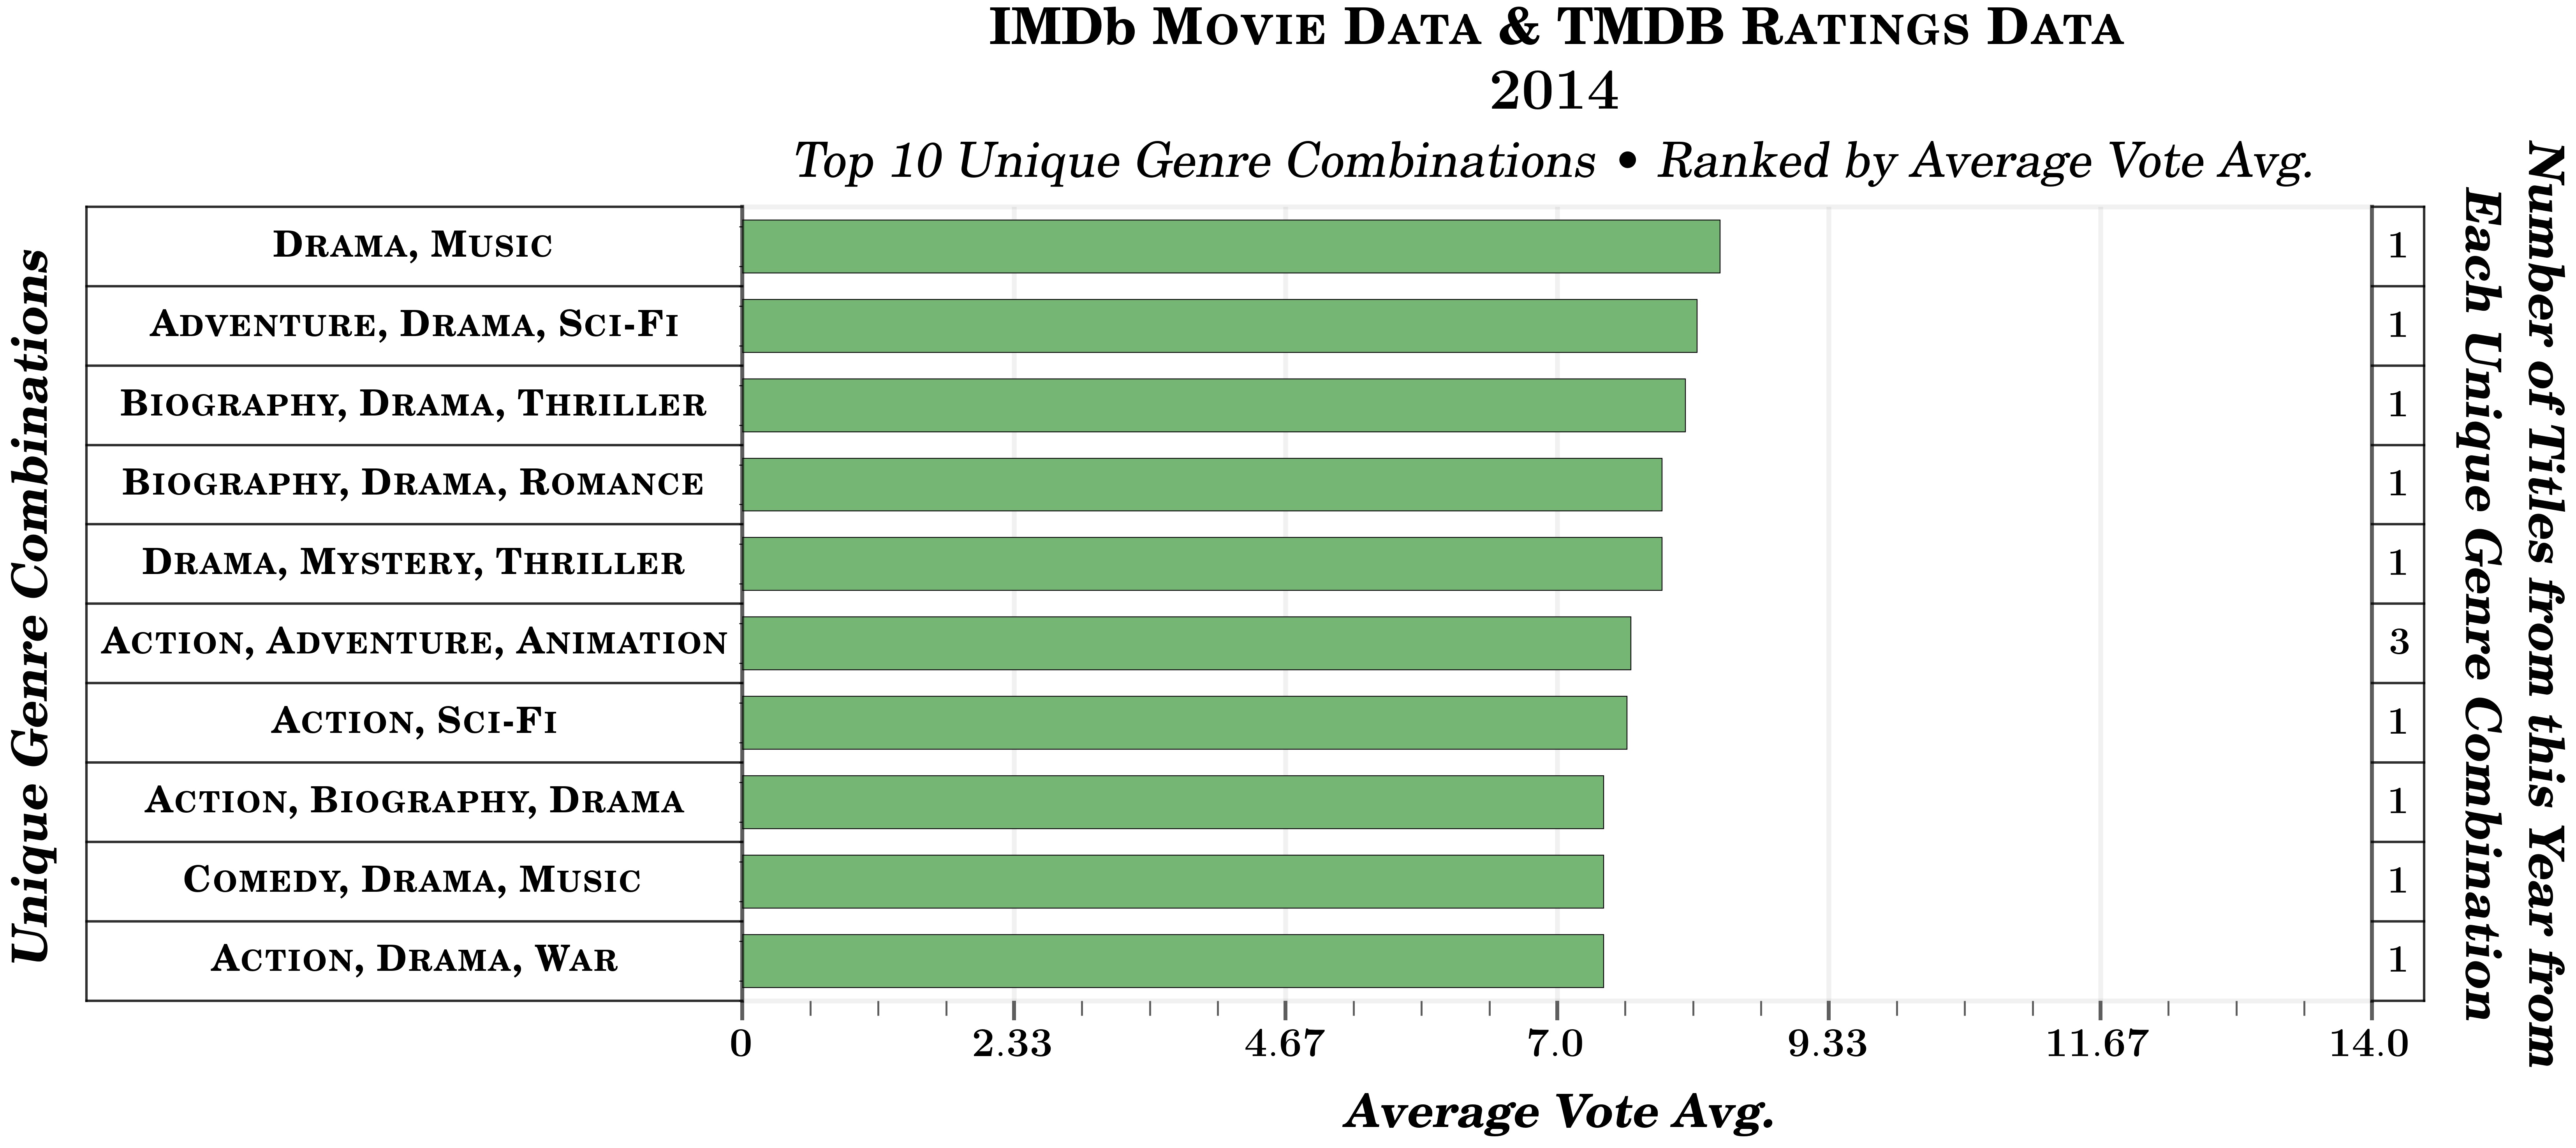 IMDb Movie Data & TMDB Ratings Data
2014
Top 10 Unique Genre Combinations • Ranked by Average Vote Avg.
Unique Genre Combinations
Drama, Music
1
Adventure, Drama, Sci-Fi
1
Biography, Drama, Thriller
1
Biography, Drama, Romance
1
Drama, Mystery, Thriller
1
Action, Adventure, Animation
3
Action, Sci-Fi
1
Action, Biography, Drama
1
Comedy, Drama, Music
1
Action, Drama, War
1
Number of Titles from this Year from
Each Unique Genre Combination
0 2.33 4.67 7.0 9.33 11.67 14.0
Average Vote Avg.